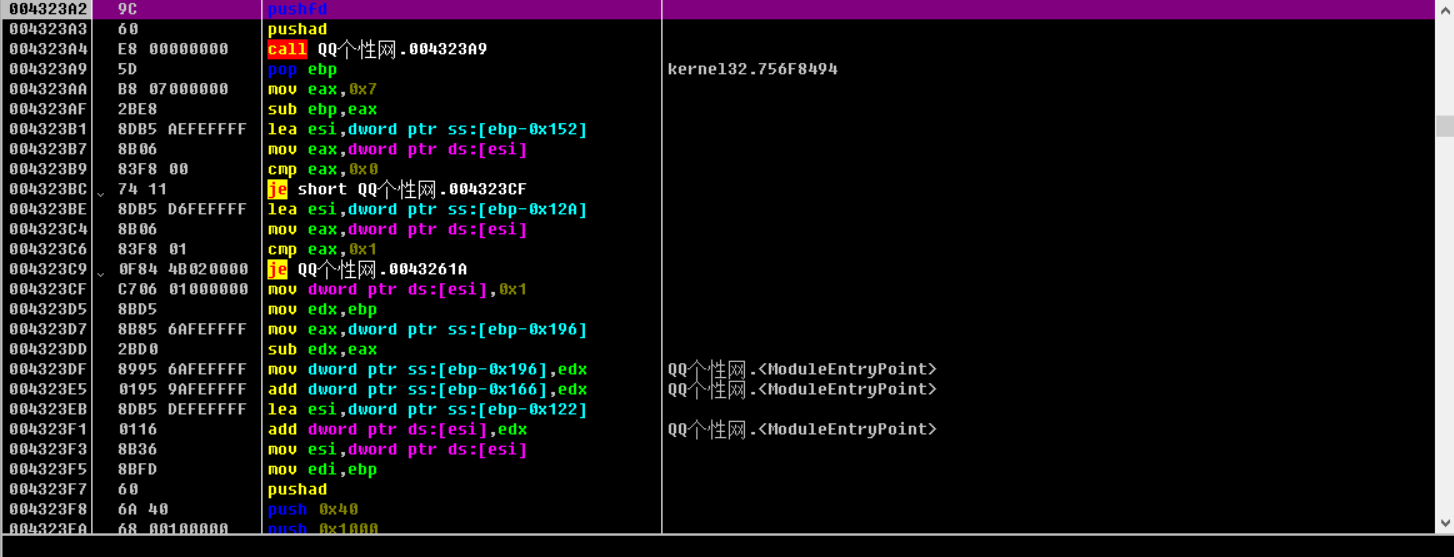 004323A2 9C pushfd
004323A3 60 pushad
004323A4 E8 00000000 call QQ个性网.004323A9
004323A9 5D pop ebp kernel32.756F8494
004323AA B8 07000000 mov eax,0x7
004323AF 2BE8 sub ebp,eax
004323B1 8DB5 AEFEFFFF lea esi,dword ptr ss:[ebp-0x152]
004323B7 8B06 mov eax,dword ptr ds:[esi]
004323B9 83F8 00 cmp eax,0x0
004323BC 74 11 je short QQ个性网.004323CF
004323BE 8DB5 D6FEFFFF lea esi,dword ptr ss:[ebp-0x12A]
004323C4 8B06 mov eax,dword ptr ds:[esi]
004323C6 83F8 01 cmp eax,0x1
004323C9 0F84 4B020000 je QQ个性网.0043261A
004323CF C706 01000000 mov dword ptr ds:[esi],0x1
004323D5 8BD5 mov edx,ebp
004323D7 8B85 6AFEFFFF mov eax,dword ptr ss:[ebp-0x196]
004323DD 2BD0 sub edx,eax
004323DF 8995 6AFEFFFF mov dword ptr ss:[ebp-0x196],edx QQ个性网.<ModuleEntryPoint>
004323E5 0195 9AFEFFFF add dword ptr ss:[ebp-0x166],edx QQ个性网.<ModuleEntryPoint>
004323EB 8DB5 DEFEFFFF lea esi,dword ptr ss:[ebp-0x122]
004323F1 0116 add dword ptr ds:[esi],edx QQ个性网.<ModuleEntryPoint>
004323F3 8B36 mov esi,dword ptr ds:[esi]
004323F5 8BFD mov edi,ebp
004323F7 60 pushad
004323F8 6A 40 push 0x40
004323FA 68 00100000 push 0x1000